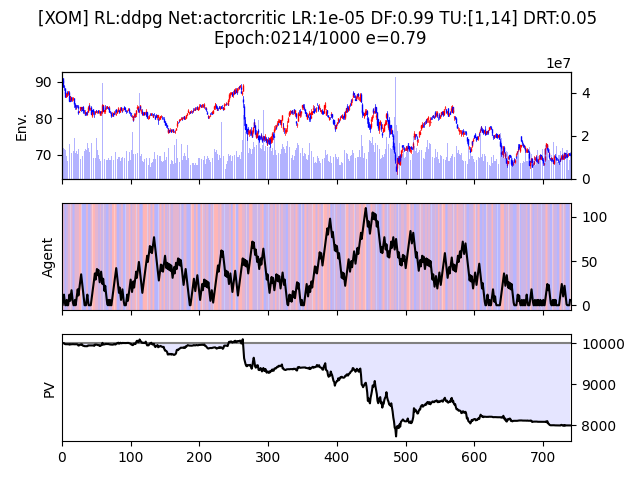 [XOM] RL:ddpg Net:actorcritic LR:1e-05 DF:0.99 TU:[1,14] DRT:0.05
Epoch:0214/1000 e=0.79
1e7
90
80
70
Env.
4
2
0
Agent
100
50
0
PV
10000
9000
8000
0 100 200 300 400 500 600 700